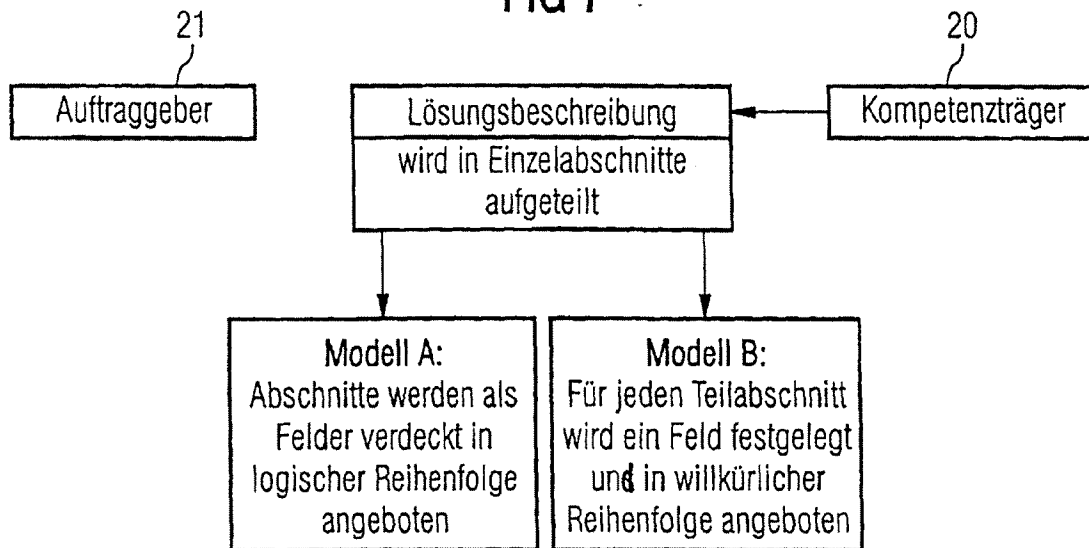 21
20
Auftraggeber
Lösungsbeschreibung
Kompetenzträger
wird in Einzelabschnitte
aufgeteilt
Modell A:
Abschnitte werden als
Felder verdeckt in
logischer Reihenfolge
angeboten
Modell B:
Für jeden Teilabschnitt
wird ein Feld festgelegt
und in willkürlicher
Reihenfolge angeboten